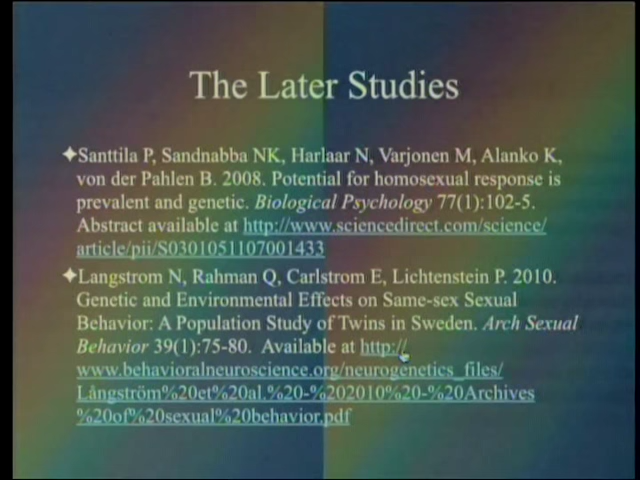 The Later Studies
✦Santtila P, Sandnabba NK, Harlaar N, Varjonen M, Alanko K,
von der Pahlen B. 2008. Potential for homosexual response is
prevalent and genetic. Biological Psychology 77(1):102-5.
Abstract available at http://www.sciencedirect.com/science/
article/pii/S0301051107001433
✦Langstrom N, Rahman Q, Carlstrom E, Lichtenstein P. 2010.
Genetic and Environmental Effects on Same-sex Sexual
Behavior: A Population Study of Twins in Sweden. Arch Sexual
Behavior 39(1):75-80. Available at http://
www.behavioralneuroscience.org/neurogenetics_files/
Långström%20et%20al.%20-%202010%20-%20Archives
%20of%20sexual%20behavior.pdf